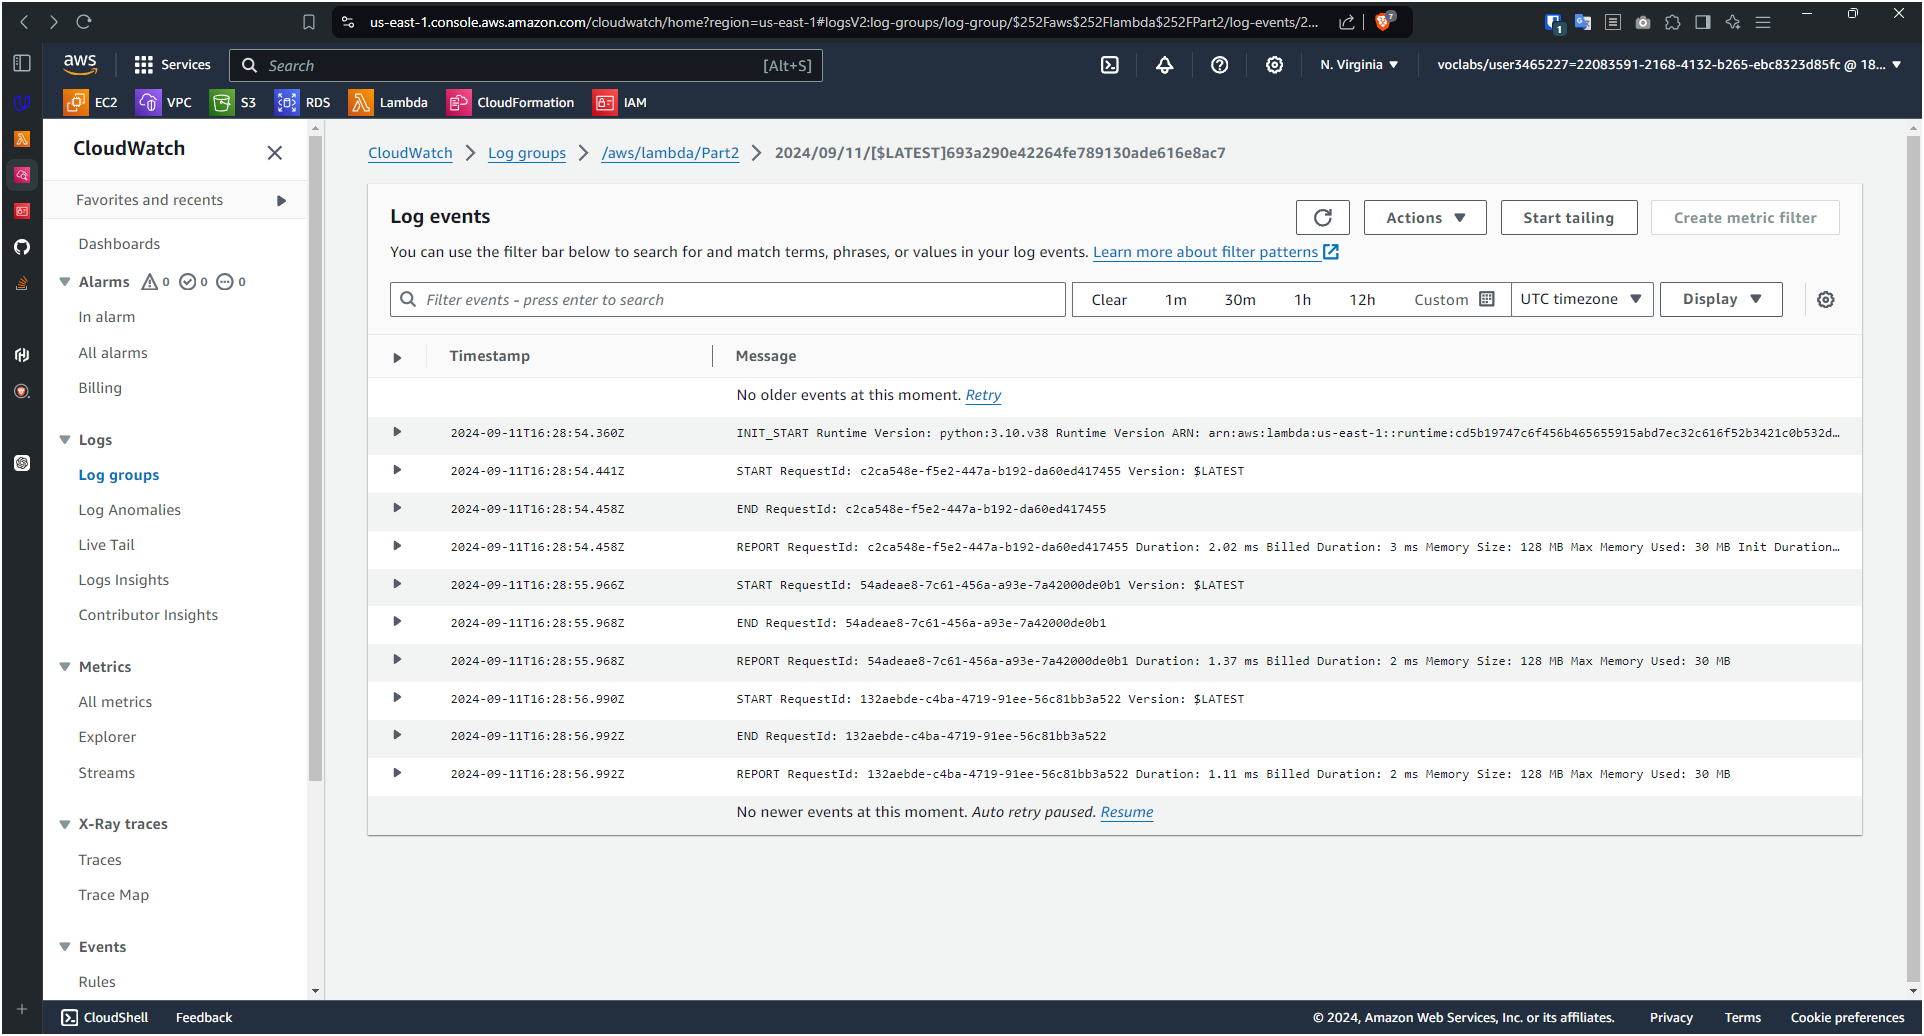 us-east-1.console.aws.amazon.com/cloudwatch/home?region=us-east-1#logsV2:log-groups/log-group/$252Faws$252Flambda$252FPart2/log-events/2...
7
1
aws
Services
Search
[Alt+S]
N. Virginia
voclabs/user3465227=22083591-2168-4132-b265-ebc8323d85fc @ 18...
EC2
VPC
S3
RDS
Lambda
CloudFormation
IAM
CloudWatch
Favorites and recents
Dashboards
Alarms 0 0 0
In alarm
All alarms
Billing
Logs
Log groups
Log Anomalies
Live Tail
Logs Insights
Contributor Insights
Metrics
All metrics
Explorer
Streams
X-Ray traces
Traces
Trace Map
Events
Rules
CloudWatch
Log groups
/aws/lambda/Part2
2024/09/11/[$LATEST]693a290e42264fe789130ade616e8ac7
Log events
Actions
Start tailing
Create metric filter
You can use the filter bar below to search for and match terms, phrases, or values in your log events. Learn more about filter patterns
Filter events - press enter to search
Clear
1m
30m
1h
12h
Custom
UTC timezone
Display
Timestamp
Message
No older events at this moment. Retry
2024-09-11T16:28:54.360Z INIT_START Runtime Version: python:3.10.v38 Runtime Version ARN: arn:aws:lambda:us-east-1::runtime:cd5b19747c6f456b465655915abd7ec32c616f52b3421c0b532d…
2024-09-11T16:28:54.441Z START RequestId: c2ca548e-f5e2-447a-b192-da60ed417455 Version: $LATEST
2024-09-11T16:28:54.458Z END RequestId: c2ca548e-f5e2-447a-b192-da60ed417455
2024-09-11T16:28:54.458Z REPORT RequestId: c2ca548e-f5e2-447a-b192-da60ed417455 Duration: 2.02 ms Billed Duration: 3 ms Memory Size: 128 MB Max Memory Used: 30 MB Init Duration…
2024-09-11T16:28:55.966Z START RequestId: 54adeae8-7c61-456a-a93e-7a42000de0b1 Version: $LATEST
2024-09-11T16:28:55.968Z END RequestId: 54adeae8-7c61-456a-a93e-7a42000de0b1
2024-09-11T16:28:55.968Z REPORT RequestId: 54adeae8-7c61-456a-a93e-7a42000de0b1 Duration: 1.37 ms Billed Duration: 2 ms Memory Size: 128 MB Max Memory Used: 30 MB
2024-09-11T16:28:56.990Z START RequestId: 132aebde-c4ba-4719-91ee-56c81bb3a522 Version: $LATEST
2024-09-11T16:28:56.992Z END RequestId: 132aebde-c4ba-4719-91ee-56c81bb3a522
2024-09-11T16:28:56.992Z REPORT RequestId: 132aebde-c4ba-4719-91ee-56c81bb3a522 Duration: 1.11 ms Billed Duration: 2 ms Memory Size: 128 MB Max Memory Used: 30 MB
No newer events at this moment. Auto retry paused. Resume
CloudShell
Feedback
© 2024, Amazon Web Services, Inc. or its affiliates.
Privacy
Terms
Cookie preferences